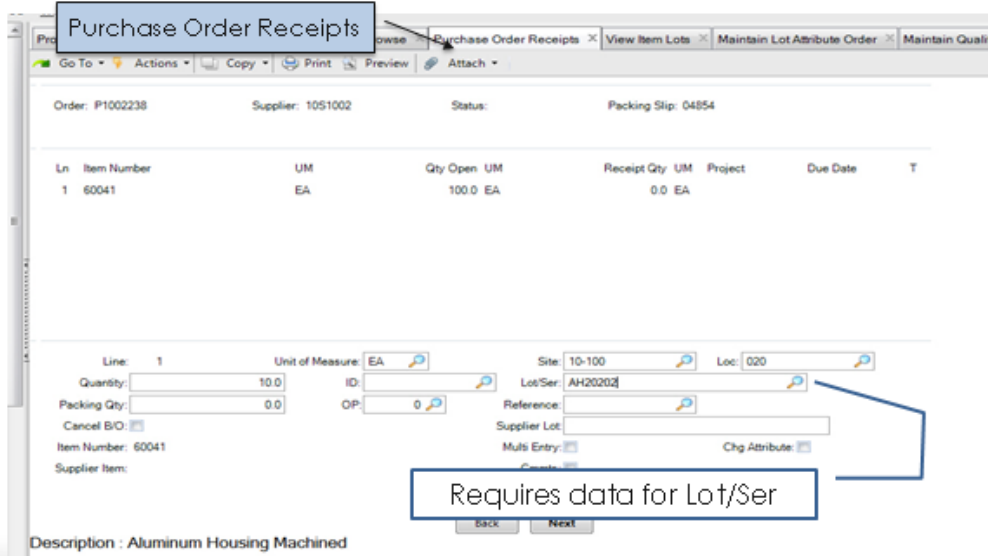 Purchase Order Receipts
Pro owse Purchase Order Receipts View Item Lots Maintain Lot Attribute Order Maintain Quali
Go To Actions Copy Print Preview Attach
Order: P1002238 Supplier: 10S1002 Status: Packing Slip: 04854
Ln Item Number UM Qty Open UM Receipt Qty UM Project Due Date T
1 60041 EA 100.0 EA 0.0 EA
Line: 1 Unit of Measure: EA Site: 10-100 Loc: 020
Quantity: 10.0 ID: Lot/Ser: AH20202
Packing Qty: 0.0 OP: 0 Reference:
Cancel B/O: Supplier Lot:
Item Number: 60041 Multi Entry: Chg Attribute:
Supplier Item:
Requires data for Lot/Ser
Back Next
Description : Aluminum Housing Machined